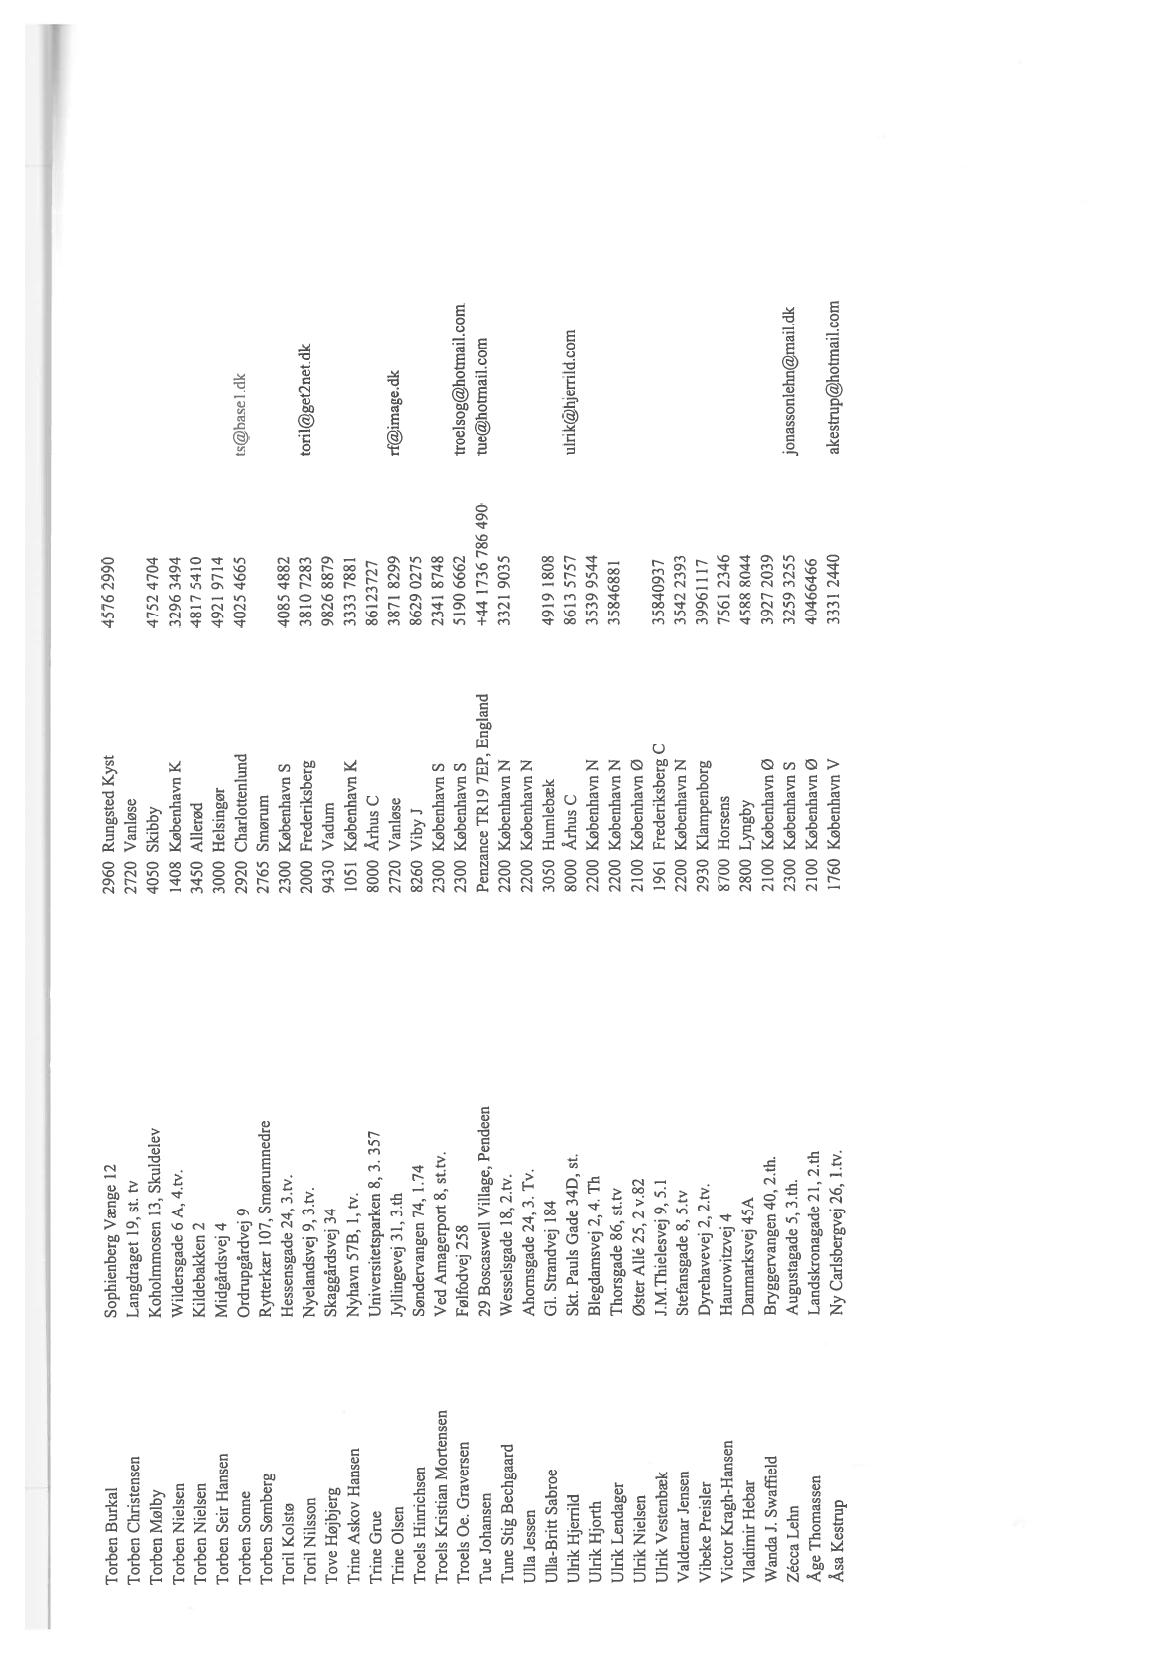 Torben Burkal Sophienberg Vænge 12 2960 Rungsted Kyst 4576 2990
Torben Christensen Langdraget 19, st. tv 2720 Vanløse
Torben Mølby Koholmmosen 13, Skuldelev 4050 Skibby 4752 4704
Torben Nielsen Wildersgade 6 A, 4.tv. 1408 København K 3296 3494
Torben Nielsen Kildebakken 2 3450 Allerød 4817 5410
Torben Seir Hansen Midgårdsvej 4 3000 Helsingør 4921 9714
Torben Sonne Ordrupgårdvej 9 2920 Charlottenlund 4025 4665 ts@base1.dk
Torben Sømberg Rytterkær 107, Smørumnedre 2765 Smørum
Toril Kolstø Hessensgade 24, 3.tv. 2300 København S 4085 4882
Toril Nilsson Nyelandsvej 9, 3.tv. 2000 Frederiksberg 3810 7283 toril@get2net.dk
Tove Højbjerg Skaggårdsvej 34 9430 Vadum 9826 8879
Trine Askov Hansen Nyhavn 57B, 1, tv. 1051 København K 3333 7881
Trine Grue Universitetsparken 8, 3. 357 8000 Århus C 86123727
Trine Olsen Jyllingevej 31, 3.th 2720 Vanløse 3871 8299 rf@image.dk
Troels Hinrichsen Søndervangen 74, 1.74 8260 Viby J 8629 0275
Troels Kristian Mortensen Ved Amagerport 8, st.tv. 2300 København S 2341 8748
Troels Oe. Graversen Følfodvej 258 2300 København S 5190 6662 troelsog@hotmail.com
Tue Johansen 29 Boscaswell Village, Pendeen Penzance TR19 7EP, England +44 1736 786 490 tue@hotmail.com
Tune Stig Bechgaard Wesselsgade 18, 2.tv. 2200 København N 3321 9035
Ulla Jessen Ahornsgade 24, 3. Tv. 2200 København N
Ulla-Britt Sabroe Gl. Strandvej 184 3050 Humlebæk 4919 1808
Ulrik Hjerrild Skt. Pauls Gade 34D, st. 8000 Århus C 8613 5757 ulrik@hjerrild.com
Ulrik Hjorth Blegdamsvej 2, 4. Th 2200 København N 3539 9544
Ulrik Lendager Thorsgade 86, st.tv 2200 København N 35846881
Ulrik Nielsen Øster Allé 25, 2 v.82 2100 København Ø
Ulrik Vestenbæk J.M.Thielesvej 9, 5.1 1961 Frederiksberg C 35840937
Valdemar Jensen Stefansgade 8, 5.tv 2200 København N 3542 2393
Vibeke Preisler Dyrehavevej 2, 2.tv. 2930 Klampenborg 39961117
Victor Kragh-Hansen Haurowitzvej 4 8700 Horsens 7561 2346
Vladimir Hebar Danmarksvej 45A 2800 Lyngby 4588 8044
Wanda J. Swaffield Bryggervangen 40, 2.th. 2100 København Ø 3927 2039
Zécca Lehn Augustagade 5, 3.th. 2300 København S 3259 3255 jonassonlehn@mail.dk
Åge Thomassen Landskronagade 21, 2.th 2100 København Ø 40466466
Åsa Kestrup Ny Carlsbergvej 26, 1.tv. 1760 København V 3331 2440 akestrup@hotmail.com